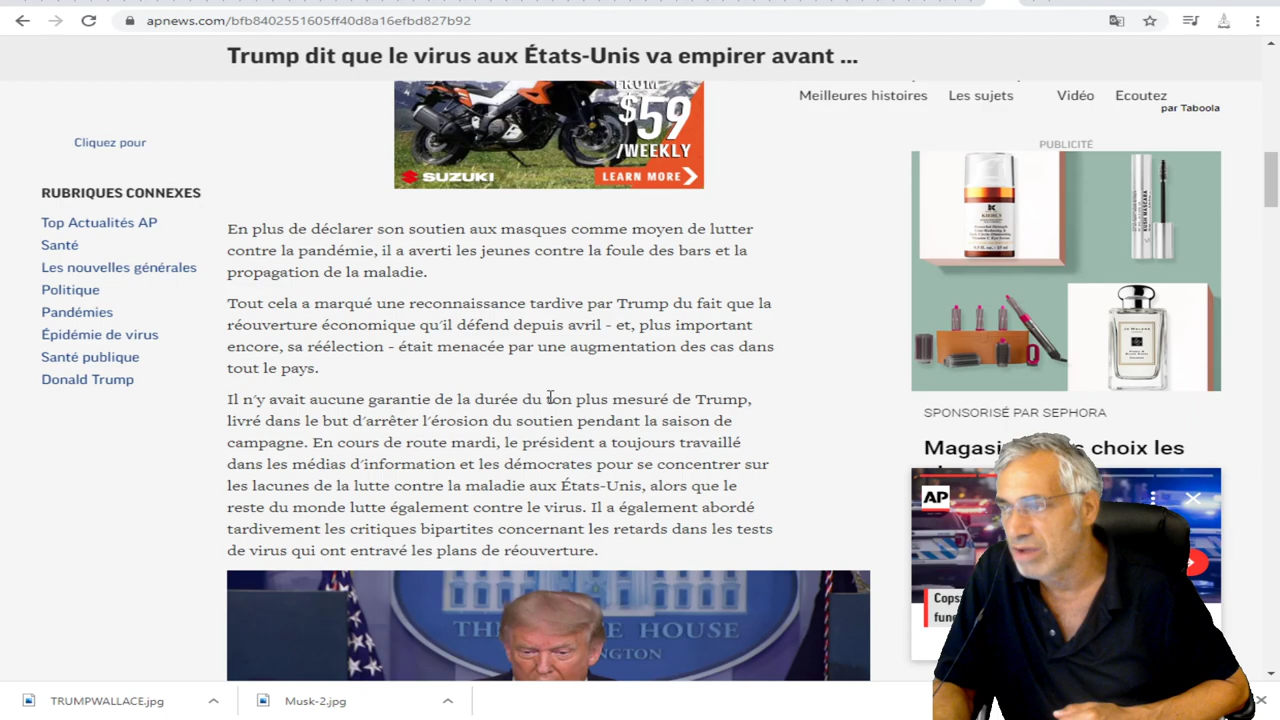 apnews.com/bfb8402551605ff40d8a16efbd827b92
Trump dit que le virus aux États-Unis va empirer avant ...
Meilleures histoires Les sujets Vidéo Ecoutez
par Taboola
Cliquez pour
RUBRIQUES CONNEXES
Top Actualités AP
Santé
Les nouvelles générales
Politique
Pandémies
Épidémie de virus
Santé publique
Donald Trump
FROM
$59
/WEEKLY
SUZUKI
LEARN MORE
En plus de déclarer son soutien aux masques comme moyen de lutter
contre la pandémie, il a averti les jeunes contre la foule des bars et la
propagation de la maladie.
Tout cela a marqué une reconnaissance tardive par Trump du fait que la
réouverture économique qu'il défend depuis avril - et, plus important
encore, sa réélection - était menacée par une augmentation des cas dans
tout le pays.
Il n'y avait aucune garantie de la durée du ton plus mesuré de Trump,
livré dans le but d'arrêter l'érosion du soutien pendant la saison de
campagne. En cours de route mardi, le président a toujours travaillé
dans les médias d'information et les démocrates pour se concentrer sur
les lacunes de la lutte contre la maladie aux États-Unis, alors que le
reste du monde lutte également contre le virus. Il a également abordé
tardivement les critiques bipartites concernant les retards dans les tests
de virus qui ont entravé les plans de réouverture.
THE WHITE HOUSE
PUBLICITÉ
KIEHL'S
JO MALONE
SPONSORISÉ PAR SEPHORA
choix les
AP
Cops
TRUMPWALLACE.jpg
Musk-2.jpg